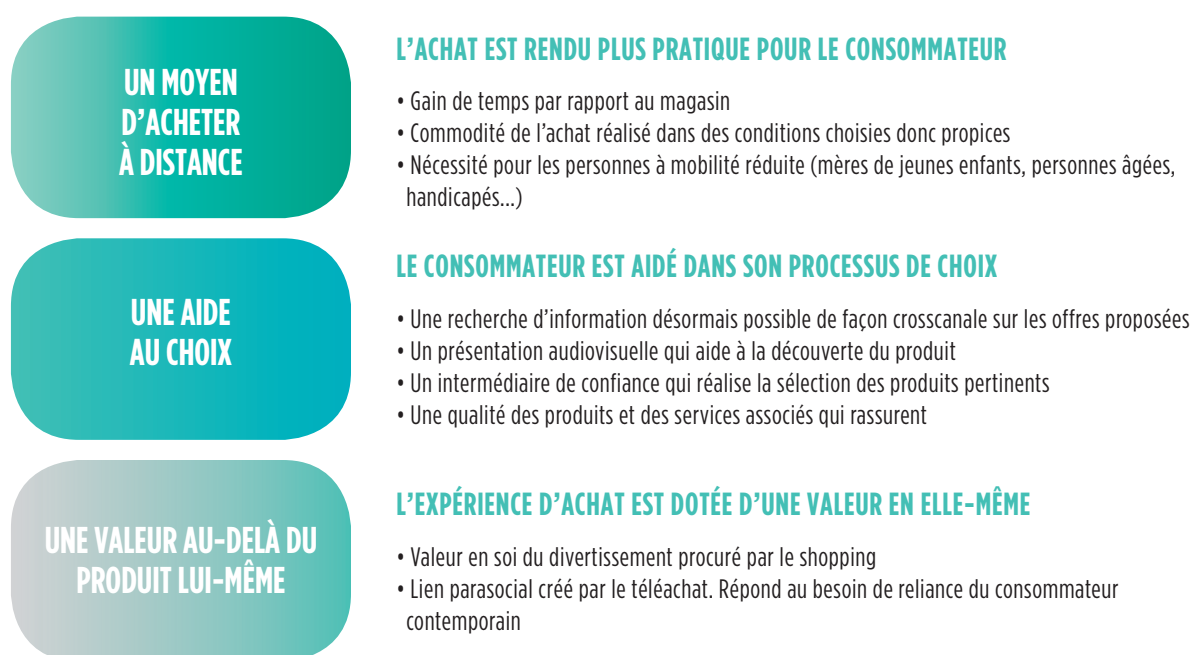 UN MOYEN
D'ACHETER
À DISTANCE
L'ACHAT EST RENDU PLUS PRATIQUE POUR LE CONSOMMATEUR
• Gain de temps par rapport au magasin
• Commodité de l'achat réalisé dans des conditions choisies donc propices
• Nécessité pour les personnes à mobilité réduite (mères de jeunes enfants, personnes âgées,
handicapés...)
UNE AIDE
AU CHOIX
LE CONSOMMATEUR EST AIDÉ DANS SON PROCESSUS DE CHOIX
• Une recherche d'information désormais possible de façon crosscanale sur les offres proposées
• Un présentation audiovisuelle qui aide à la découverte du produit
• Un intermédiaire de confiance qui réalise la sélection des produits pertinents
• Une qualité des produits et des services associés qui rassurent
UNE VALEUR AU-DELÀ DU
PRODUIT LUI-MÊME
L'EXPÉRIENCE D'ACHAT EST DOTÉE D'UNE VALEUR EN ELLE-MÊME
• Valeur en soi du divertissement procuré par le shopping
• Lien parasocial créé par le téléachat. Répond au besoin de reliance du consommateur
contemporain